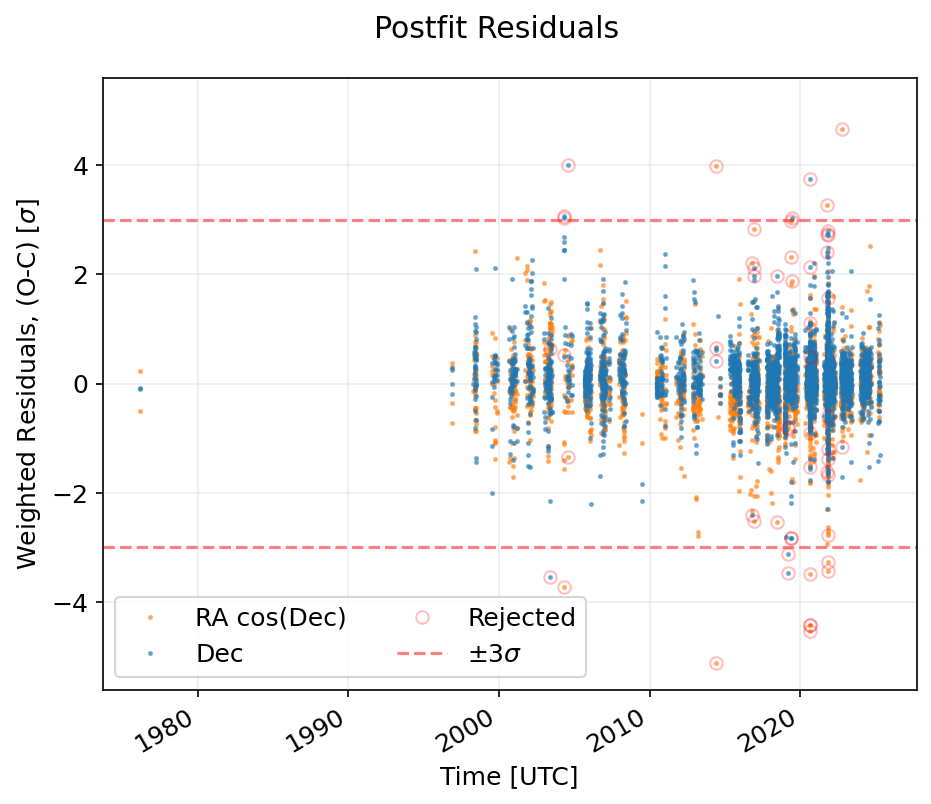 Postfit Residuals
Weighted Residuals, (O-C) [σ]
4
2
0
−2
−4
RA cos(Dec)
Dec
Rejected
±3σ
1980
1990
2000
2010
2020
Time [UTC]